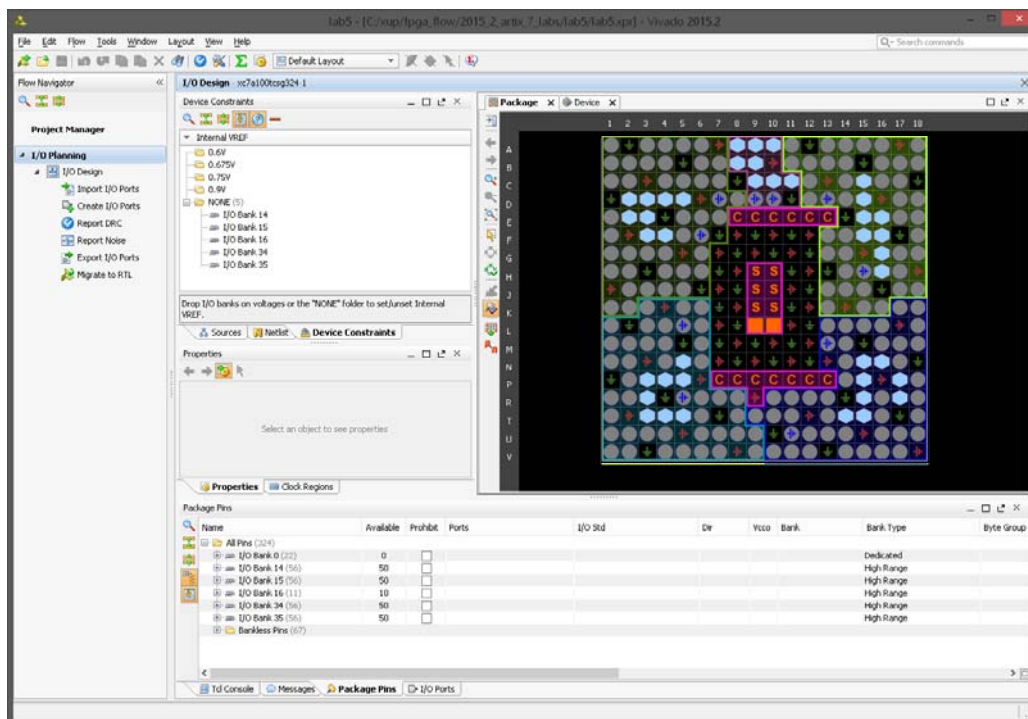 lab5 - [C:/xup/fpga_flow/2015_2_artix_7_labs/lab5/lab5.xpr] - Vivado 2015.2
File Edit Flow Tools Window Layout View Help
Search commands
Default Layout
Flow Navigator
Project Manager
I/O Planning
I/O Design
Import I/O Ports
Create I/O Ports
Report DRC
Report Noise
Export I/O Ports
Migrate to RTL
I/O Design - xc7a100tcsg324-1
Device Constraints
Internal VREF
0.6V
0.675V
0.75V
0.9V
NONE (5)
I/O Bank 14
I/O Bank 15
I/O Bank 16
I/O Bank 34
I/O Bank 35
Drop I/O banks on voltages or the "NONE" folder to set/unset Internal
VREF.
Sources Netlist Device Constraints
Properties
Select an object to see properties
Properties Clock Regions
Package Device
1 2 3 4 5 6 7 8 9 10 11 12 13 14 15 16 17 18
A
B
C
D
E C C C C C C
F
G
H S S
J S S
K S S
L
M
N
P C C C C C C C
R
T
U
V
Package Pins
Name Available Prohibit Ports I/O Std Dir Vcco Bank Bank Type Byte Group
All Pins (324)
I/O Bank 0 (22) 0 Dedicated
I/O Bank 14 (56) 50 High Range
I/O Bank 15 (56) 50 High Range
I/O Bank 16 (11) 10 High Range
I/O Bank 34 (56) 50 High Range
I/O Bank 35 (56) 50 High Range
Bankless Pins (67)
Tcl Console Messages Package Pins I/O Ports